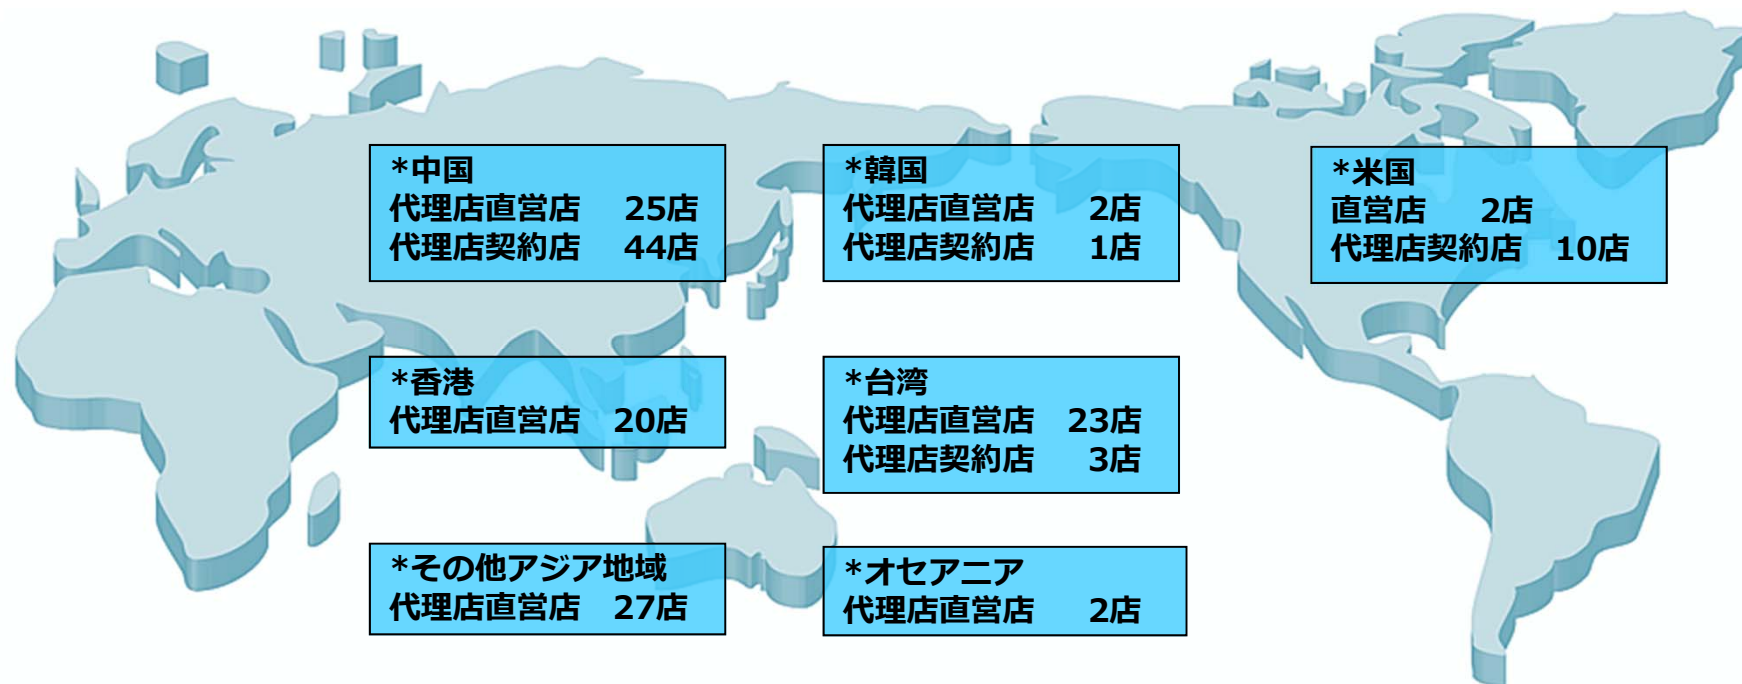 *中国
代理店直営店 25店
代理店契約店 44店
*韓国
代理店直営店 2店
代理店契約店 1店
*米国
直営店 2店
代理店契約店 10店
*香港
代理店直営店 20店
*台湾
代理店直営店 23店
代理店契約店 3店
*その他アジア地域
代理店直営店 27店
*オセアニア
代理店直営店 2店